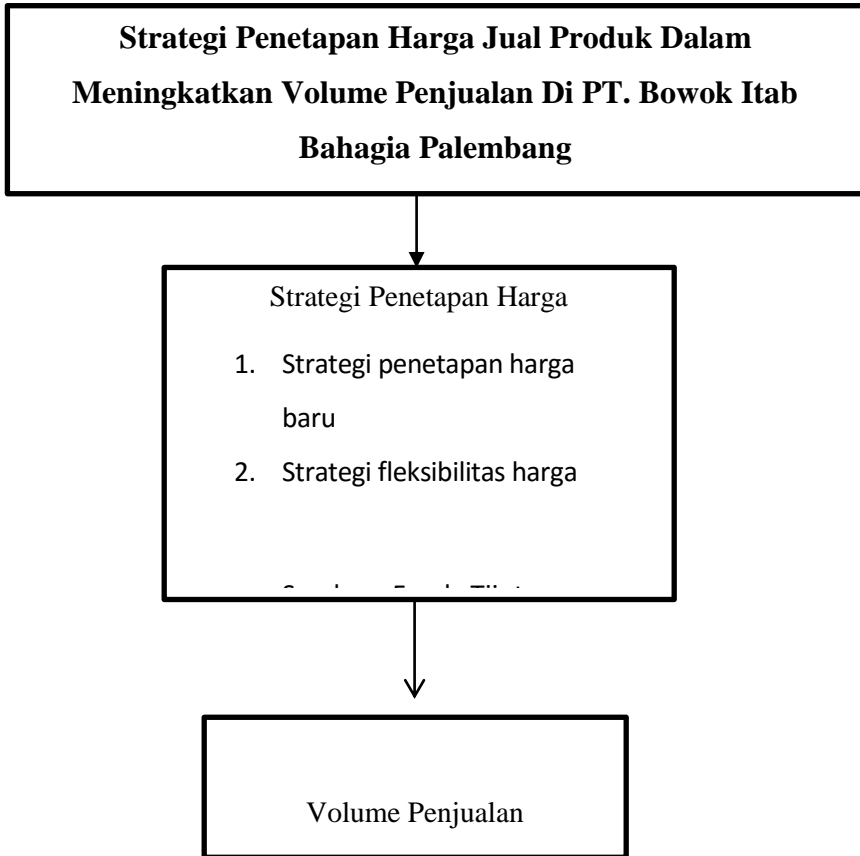 Strategi Penetapan Harga Jual Produk Dalam
Meningkatkan Volume Penjualan Di PT. Bowok Itab
Bahagia Palembang
Strategi Penetapan Harga
1. Strategi penetapan harga
baru
2. Strategi fleksibilitas harga
Volume Penjualan